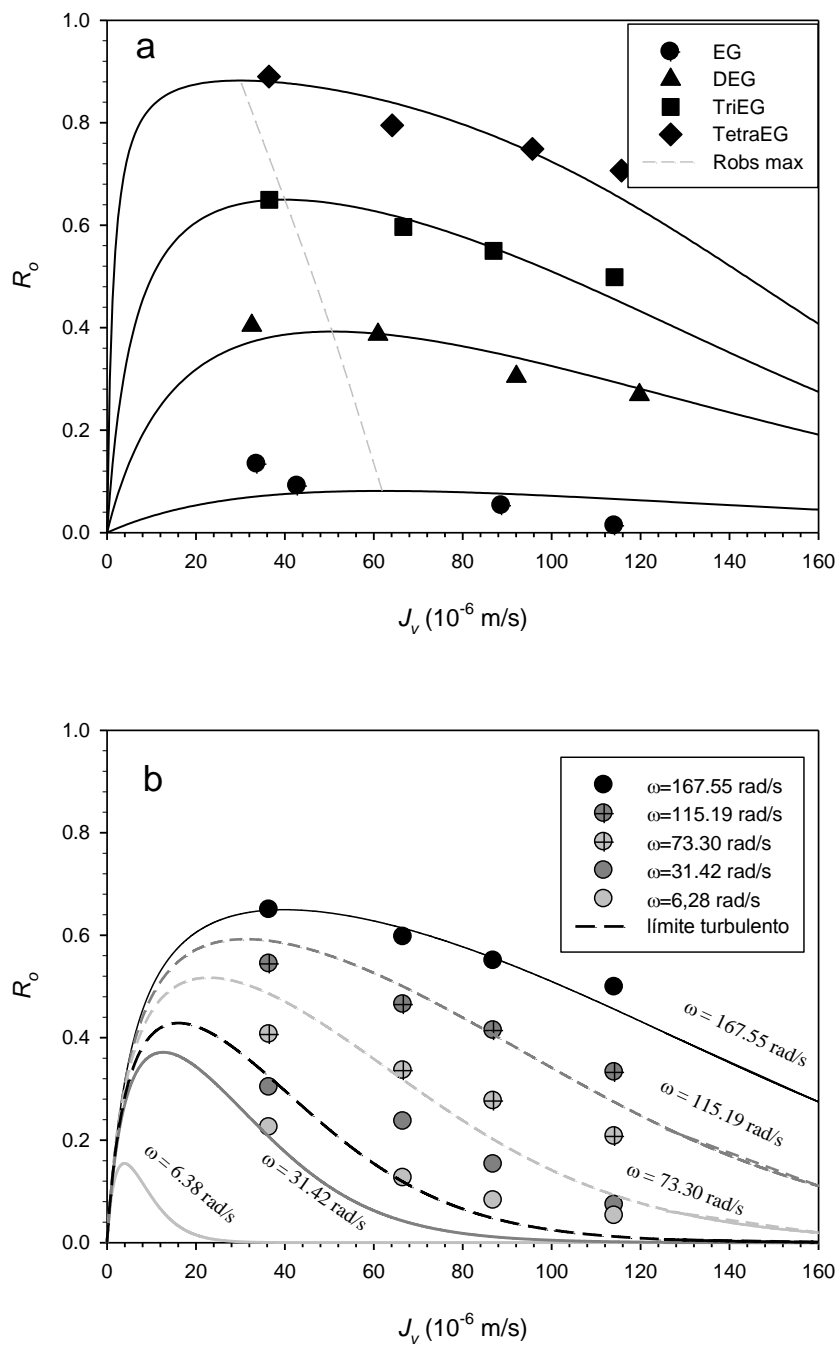 a
EG
DEG
TriEG
TetraEG
Robs max
1.0
0.8
0.6
0.4
0.2
0.0
R_o
0 20 40 60 80 100 120 140 160
J_v (10^-6 m/s)
b
ω=167.55 rad/s
ω=115.19 rad/s
ω=73.30 rad/s
ω=31.42 rad/s
ω=6,28 rad/s
límite turbulento
1.0
0.8
0.6
0.4
0.2
0.0
R_o
ω = 167.55 rad/s
ω = 115.19 rad/s
ω = 73.30 rad/s
ω = 31.42 rad/s
ω = 6.38 rad/s
0 20 40 60 80 100 120 140 160
J_v (10^-6 m/s)